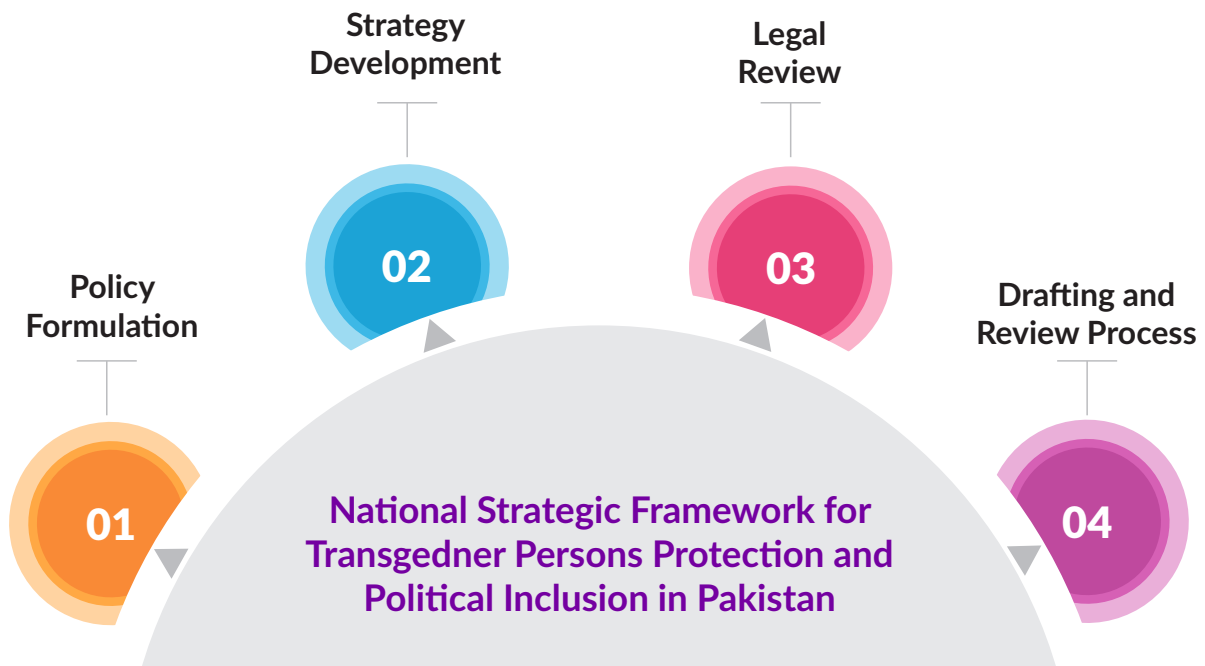 Strategy
Development
Legal
Review
02
03
Policy
Formulation
Drafting and
Review Process
01
04
National Strategic Framework for
Transgedner Persons Protection and
Political Inclusion in Pakistan